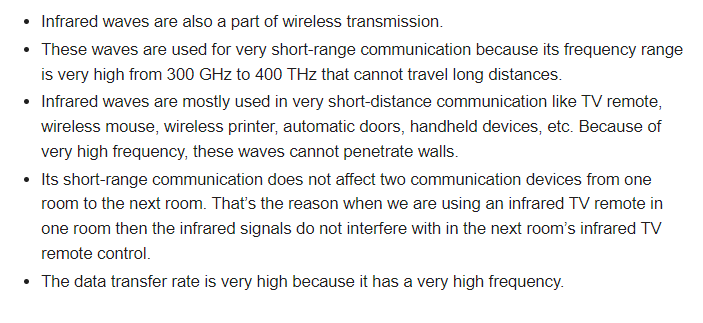 • Infrared waves are also a part of wireless transmission.
• These waves are used for very short-range communication because its frequency range
is very high from 300 GHz to 400 THz that cannot travel long distances.
• Infrared waves are mostly used in very short-distance communication like TV remote,
wireless mouse, wireless printer, automatic doors, handheld devices, etc. Because of
very high frequency, these waves cannot penetrate walls.
• Its short-range communication does not affect two communication devices from one
room to the next room. That’s the reason when we are using an infrared TV remote in
one room then the infrared signals do not interfere with in the next room’s infrared TV
remote control.
• The data transfer rate is very high because it has a very high frequency.